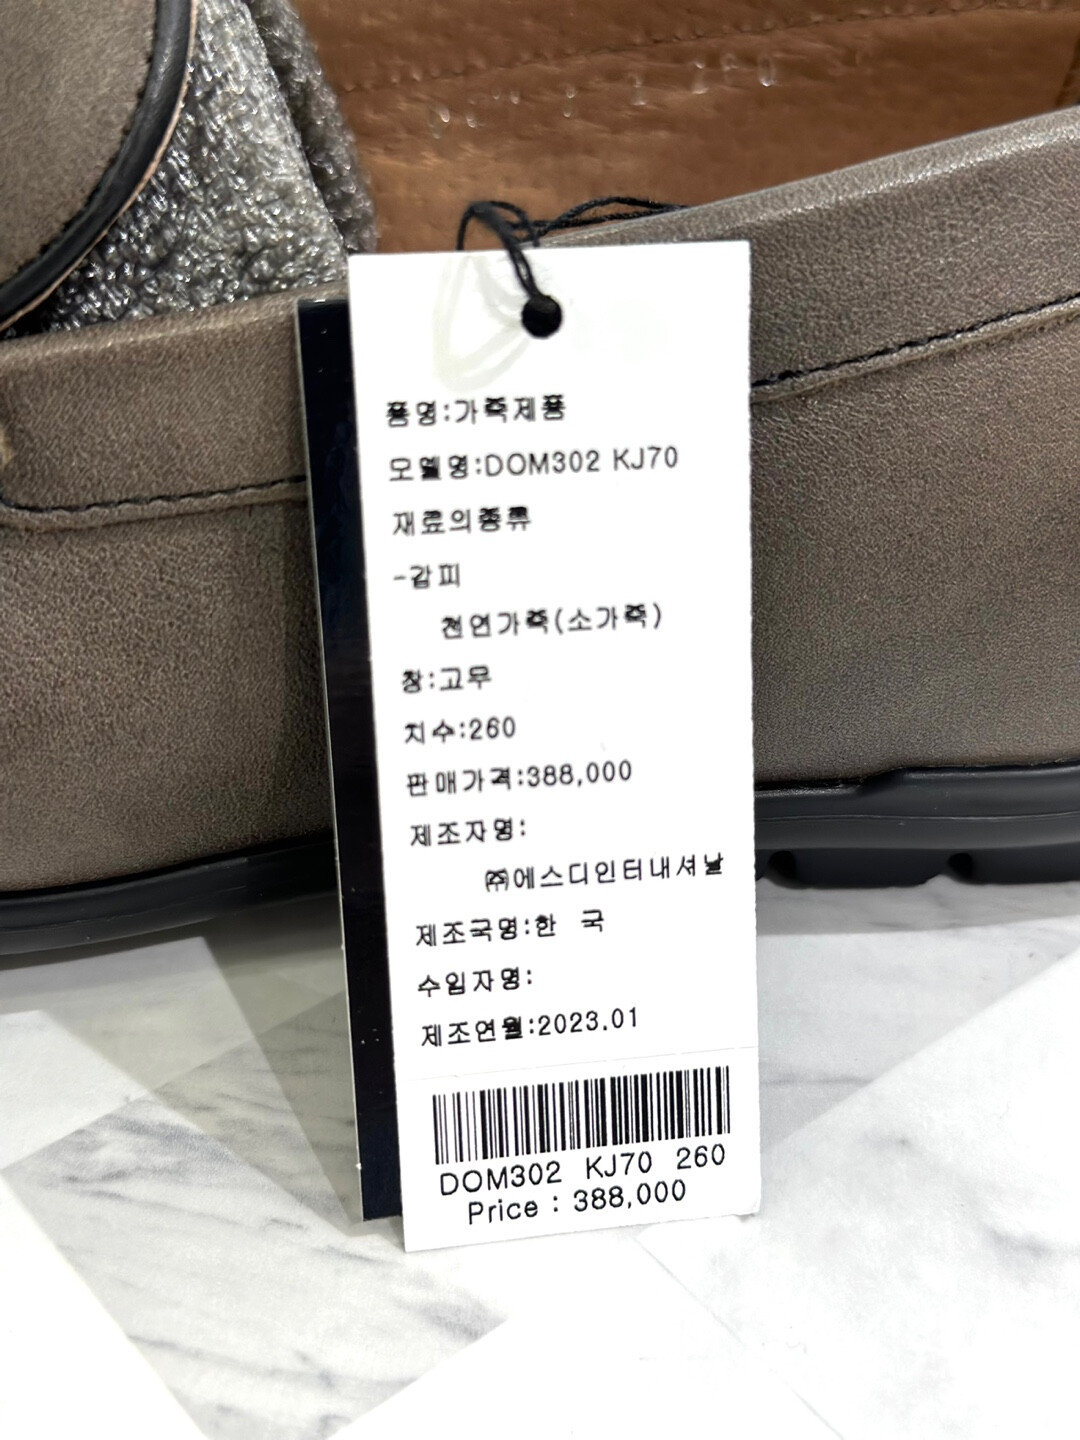 품명:가죽제품
모델명:DOM302 KJ70
재료의종류
-갑피
천연가죽(소가죽)
창:고무
치수:260
판매가격:388,000
제조자명:
㈜에스디인터내셔날
제조국명:한 국
수입자명:
제조연월:2023.01
DOM302 KJ70 260
Price : 388,000